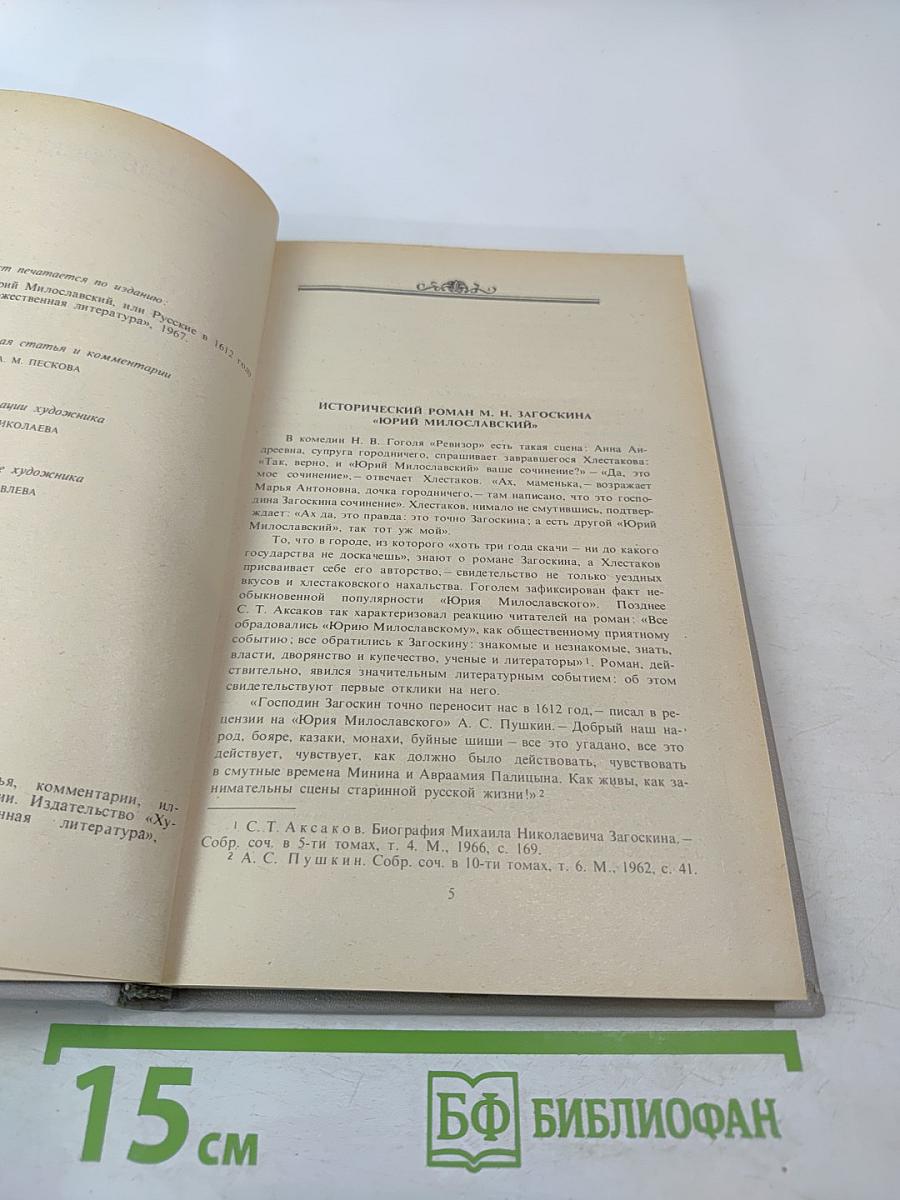 ст печатается по изданию:
рий Милославский, или Русские в 1612 году
ожественная литература», 1967.
ая статья и комментарии
А. М. ПЕСКОВА
ации художника
ИКОЛАЕВА
е художника
ВЛЕВА
ья, комментарии, ил-
ии. Издательство «Ху-
нная литература»,
ИСТОРИЧЕСКИЙ РОМАН М. Н. ЗАГОСКИНА
«ЮРИЙ МИЛОСЛАВСКИЙ»
В комедии Н. В. Гоголя «Ревизор» есть такая сцена: Анна Ан-
дреевна, супруга городничего, спрашивает завравшегося Хлестакова:
«Так, верно, и «Юрий Милославский» ваше сочинение?» – «Да, это
мое сочинение»,– отвечает Хлестаков. «Ах, маменька,– возражает
Марья Антоновна, дочка городничего,– там написано, что это госпо-
дина Загоскина сочинение». Хлестаков, нимало не смутившись, подтвер-
ждает: «Ах да, это правда: это точно Загоскина; а есть другой «Юрий
Милославский», так тот уж мой».
То, что в городе, из которого «хоть три года скачи – ни до какого
государства не доскачешь», знают о романе Загоскина, а Хлестаков
присваивает себе его авторство,– свидетельство не только уездных
вкусов и хлестаковского нахальства. Гоголем зафиксирован факт не-
обыкновенной популярности «Юрия Милославского». Позднее
С. Т. Аксаков так характеризовал реакцию читателей на роман: «Все
обрадовались «Юрию Милославскому», как общественному приятному
событию; все обратились к Загоскину: знакомые и незнакомые, знать,
власти, дворянство и купечество, ученые и литераторы»1. Роман, дей-
ствительно, явился значительным литературным событием: об этом
свидетельствуют первые отклики на него.
«Господин Загоскин точно переносит нас в 1612 год,– писал в ре-
цензии на «Юрия Милославского» А. С. Пушкин.– Добрый наш на-
род, бояре, казаки, монахи, буйные шиши – все это угадано, все это
действует, чувствует, как должно было действовать, чувствовать
в смутные времена Минина и Авраамия Палицына. Как живы, как за-
нимательны сцены старинной русской жизни!»2
1 С. Т. Аксаков. Биография Михаила Николаевича Загоскина.–
Собр. соч. в 5-ти томах, т. 4. М., 1966, с. 169.
2 А. С. Пушкин. Собр. соч. в 10-ти томах, т. 6. М., 1962, с. 41.
5
15 см
БФ БИБЛИОФАН